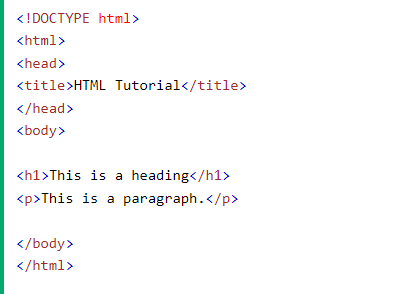 <!DOCTYPE html>
<html>
<head>
<title>HTML Tutorial</title>
</head>
<body>

<h1>This is a heading</h1>
<p>This is a paragraph.</p>

</body>
</html>